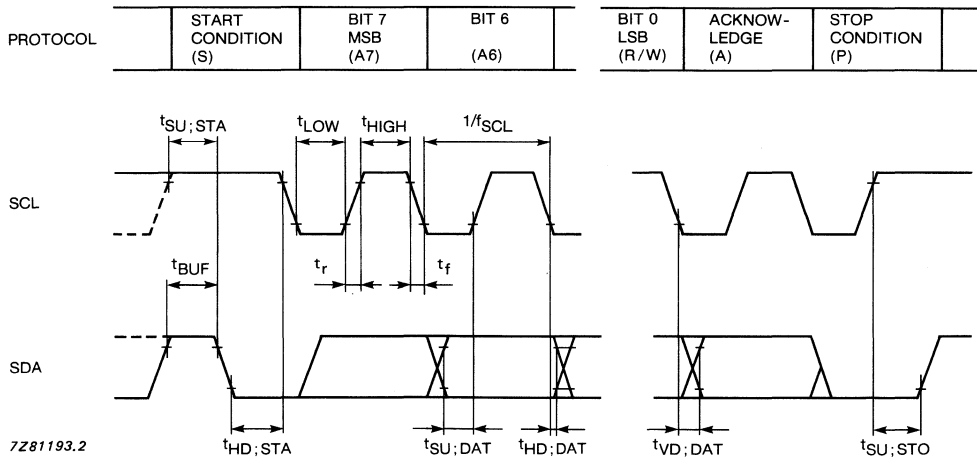 PROTOCOL
START
CONDITION
(S)
BIT 7
MSB
(A7)
BIT 6
(A6)
BIT 0
LSB
(R/W)
ACKNOW-
LEDGE
(A)
STOP
CONDITION
(P)
tSU;STA
tLOW
tHIGH
1/fSCL
SCL
tBUF
tr
tf
SDA
7Z81193.2
tHD;STA
tSU;DAT
tHD;DAT
tVD;DAT
tSU;STO